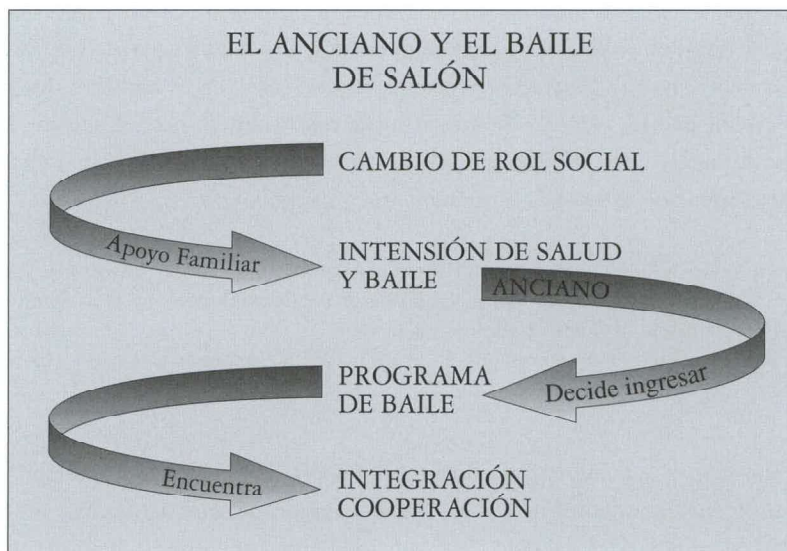 EL ANCIANO Y EL BAILE
DE SALÓN
CAMBIO DE ROL SOCIAL
Apoyo Familiar
INTENSIÓN DE SALUD
Y BAILE
ANCIANO
Decide ingresar
PROGRAMA
DE BAILE
Encuentra
INTEGRACIÓN
COOPERACIÓN